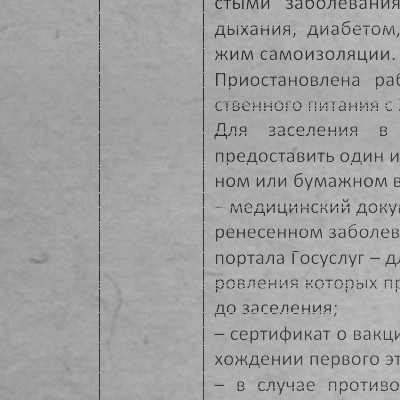 стыми заболевания
дыхания, диабетом,
жим самоизоляции.
Приостановлена раб
ственного питания с
Для заселения в
предоставить один и
ном или бумажном в
– медицинский доку
ренесенном заболев
портала Госуслуг – д
ровления которых пр
до заселения;
– сертификат о вакци
хождении первого эт
– в случае противо